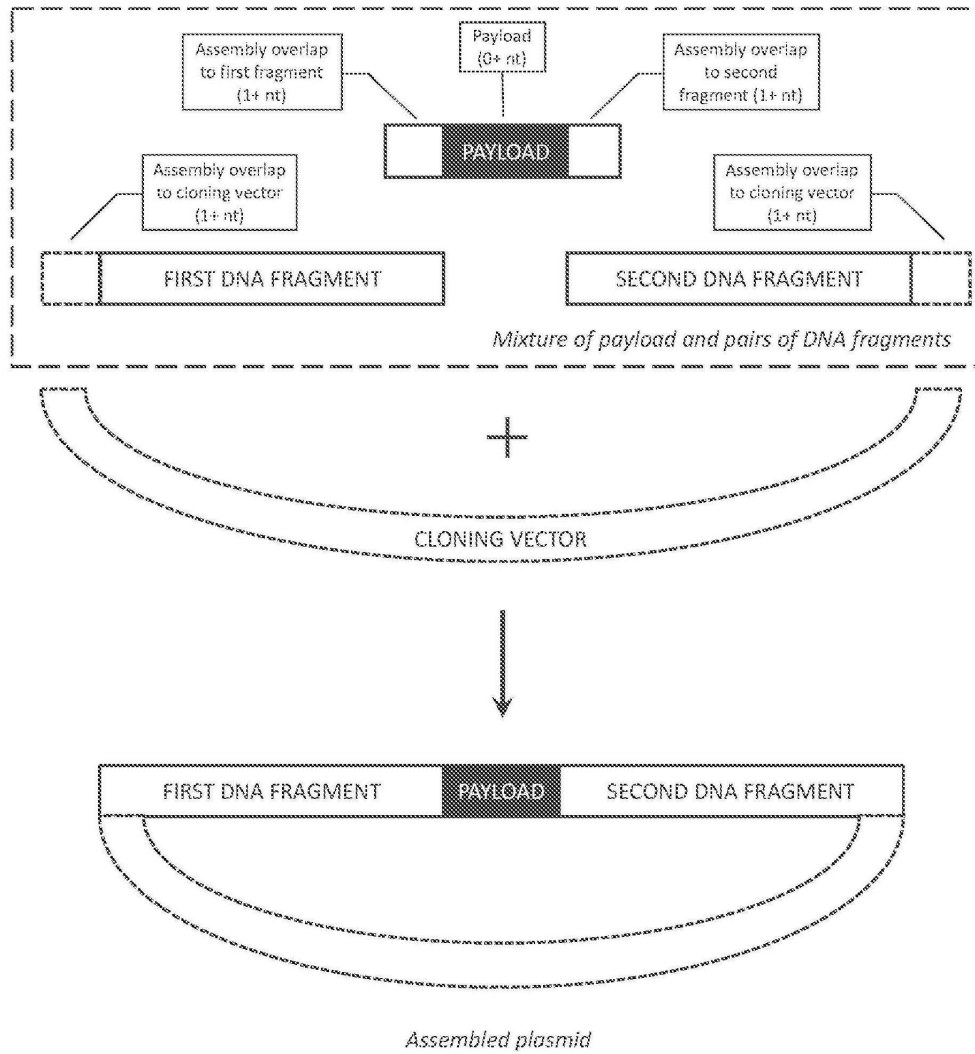 Assembly overlap
to first fragment
(1+ nt)
Payload
(0+ nt)
Assembly overlap
to second
fragment (1+ nt)
PAYLOAD
Assembly overlap
to cloning vector
(1+ nt)
Assembly overlap
to cloning vector
(1+ nt)
FIRST DNA FRAGMENT
SECOND DNA FRAGMENT
Mixture of payload and pairs of DNA fragments
+
CLONING VECTOR
FIRST DNA FRAGMENT
PAYLOAD
SECOND DNA FRAGMENT
Assembled plasmid